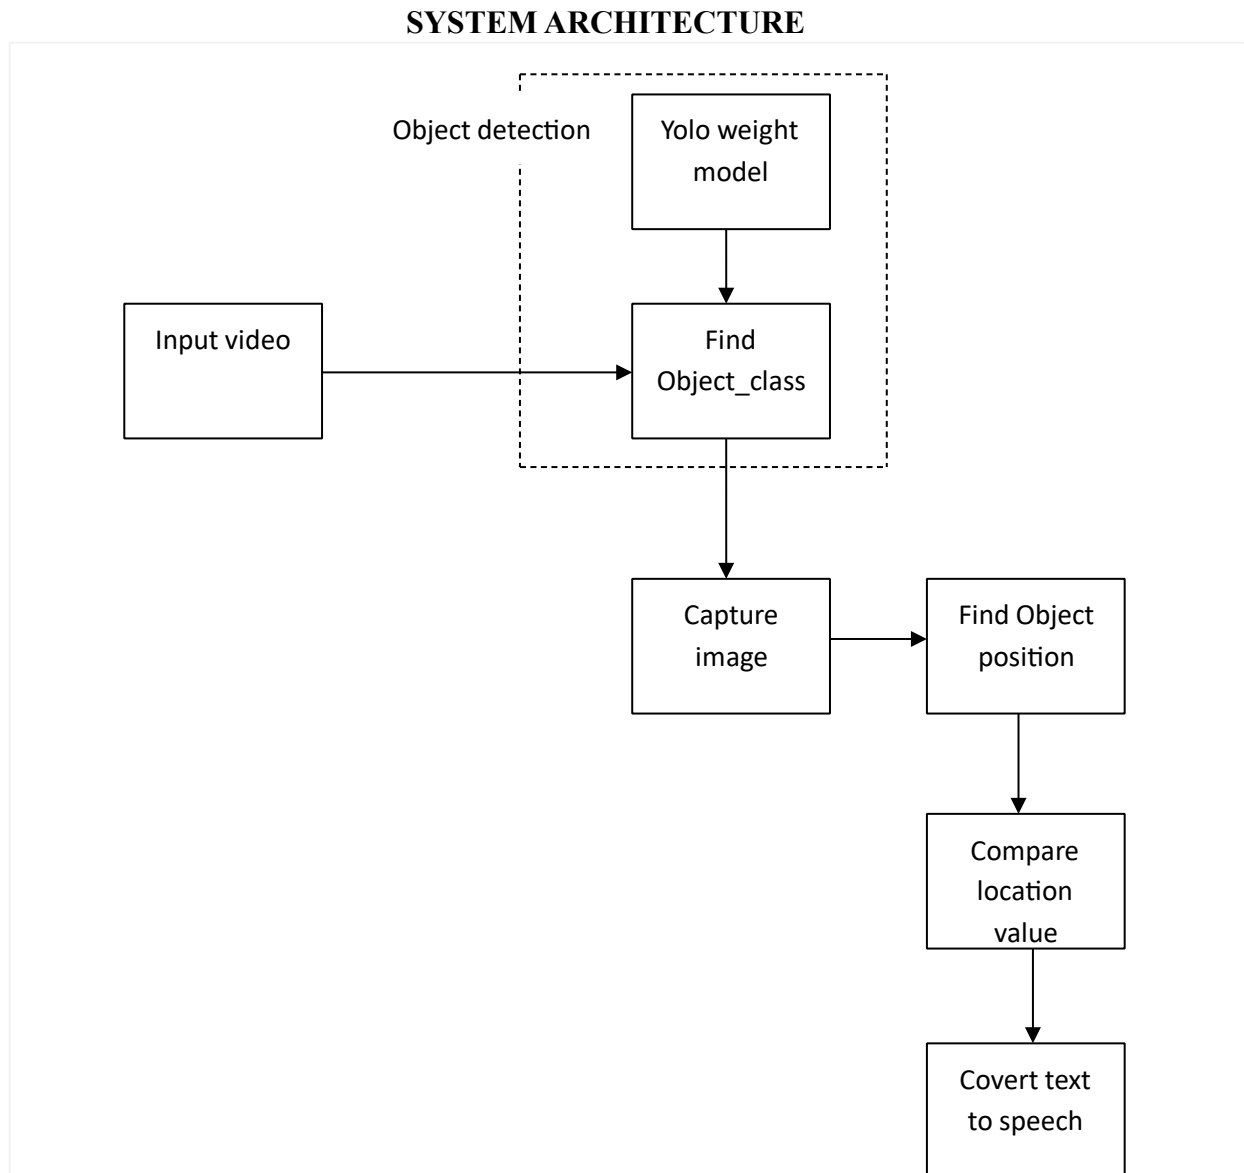 SYSTEM ARCHITECTURE
Object detection
Yolo weight
model
Input video
Find
Object_class
Capture
image
Find Object
position
Compare
location
value
Covert text
to speech